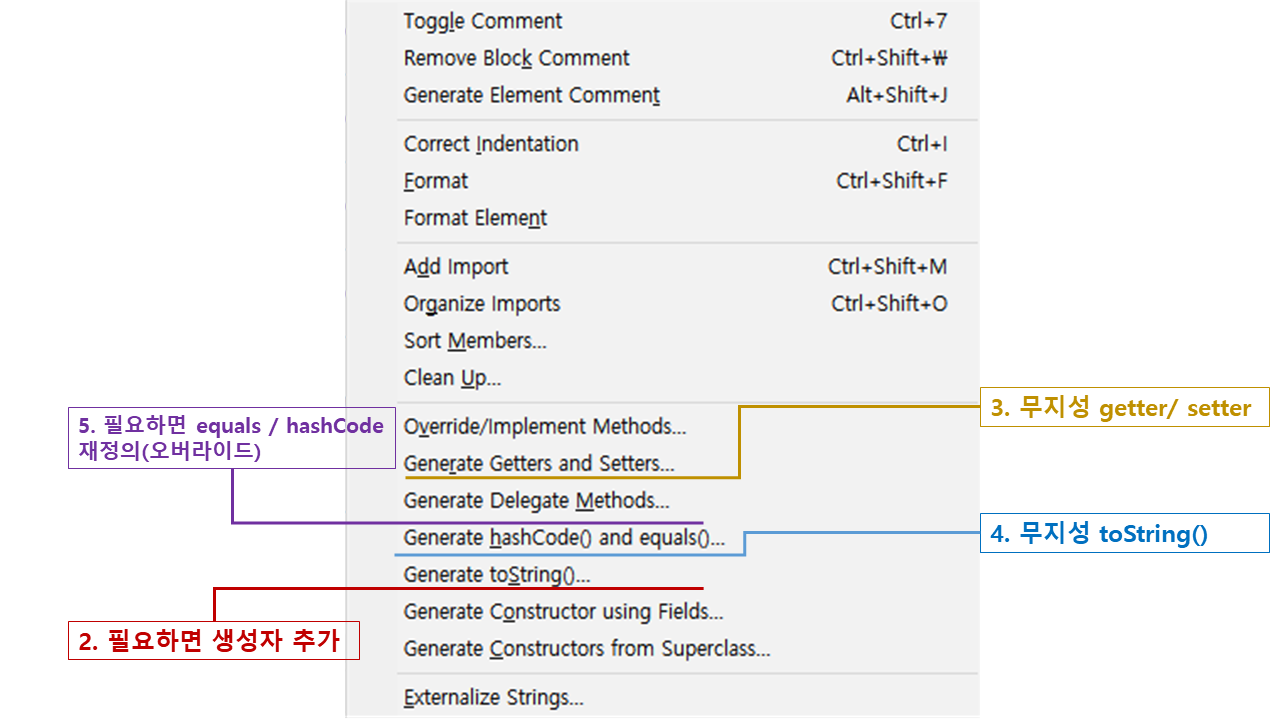 Toggle Comment Ctrl+7
Remove Block Comment Ctrl+Shift+₩
Generate Element Comment Alt+Shift+J
Correct Indentation Ctrl+I
Format Ctrl+Shift+F
Format Element
Add Import Ctrl+Shift+M
Organize Imports Ctrl+Shift+O
Sort Members...
Clean Up...
Override/Implement Methods...
Generate Getters and Setters...
Generate Delegate Methods...
Generate hashCode() and equals()...
Generate toString()...
Generate Constructor using Fields...
Generate Constructors from Superclass...
Externalize Strings...
5. 필요하면 equals / hashCode
재정의(오버라이드)
2. 필요하면 생성자 추가
3. 무지성 getter/ setter
4. 무지성 toString()